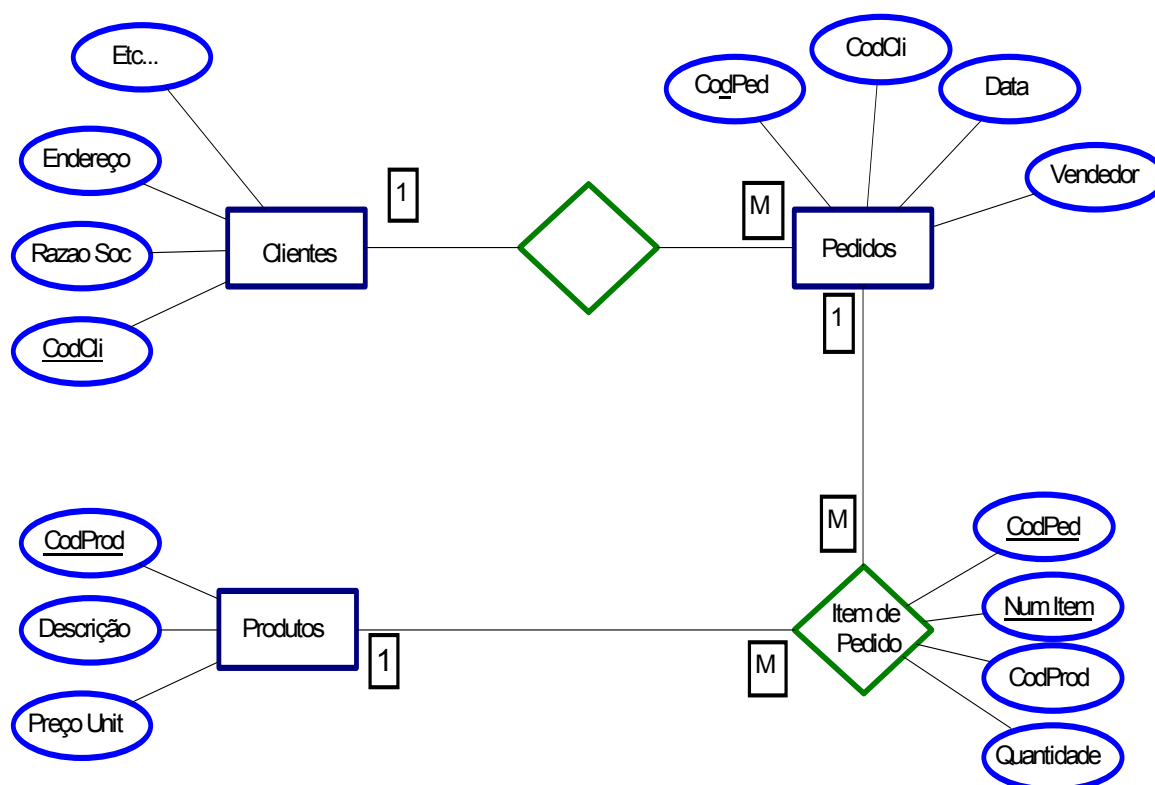 Etc...
CodCli
CodPed
Data
Endereço
Vendedor
1
M
Razao Soc
Clientes
Pedidos
CodCli
1
M
CodProd
CodPed
Descrição
Produtos
Item de
Pedido
Num Item
1
M
CodProd
Preço Unit
Quantidade